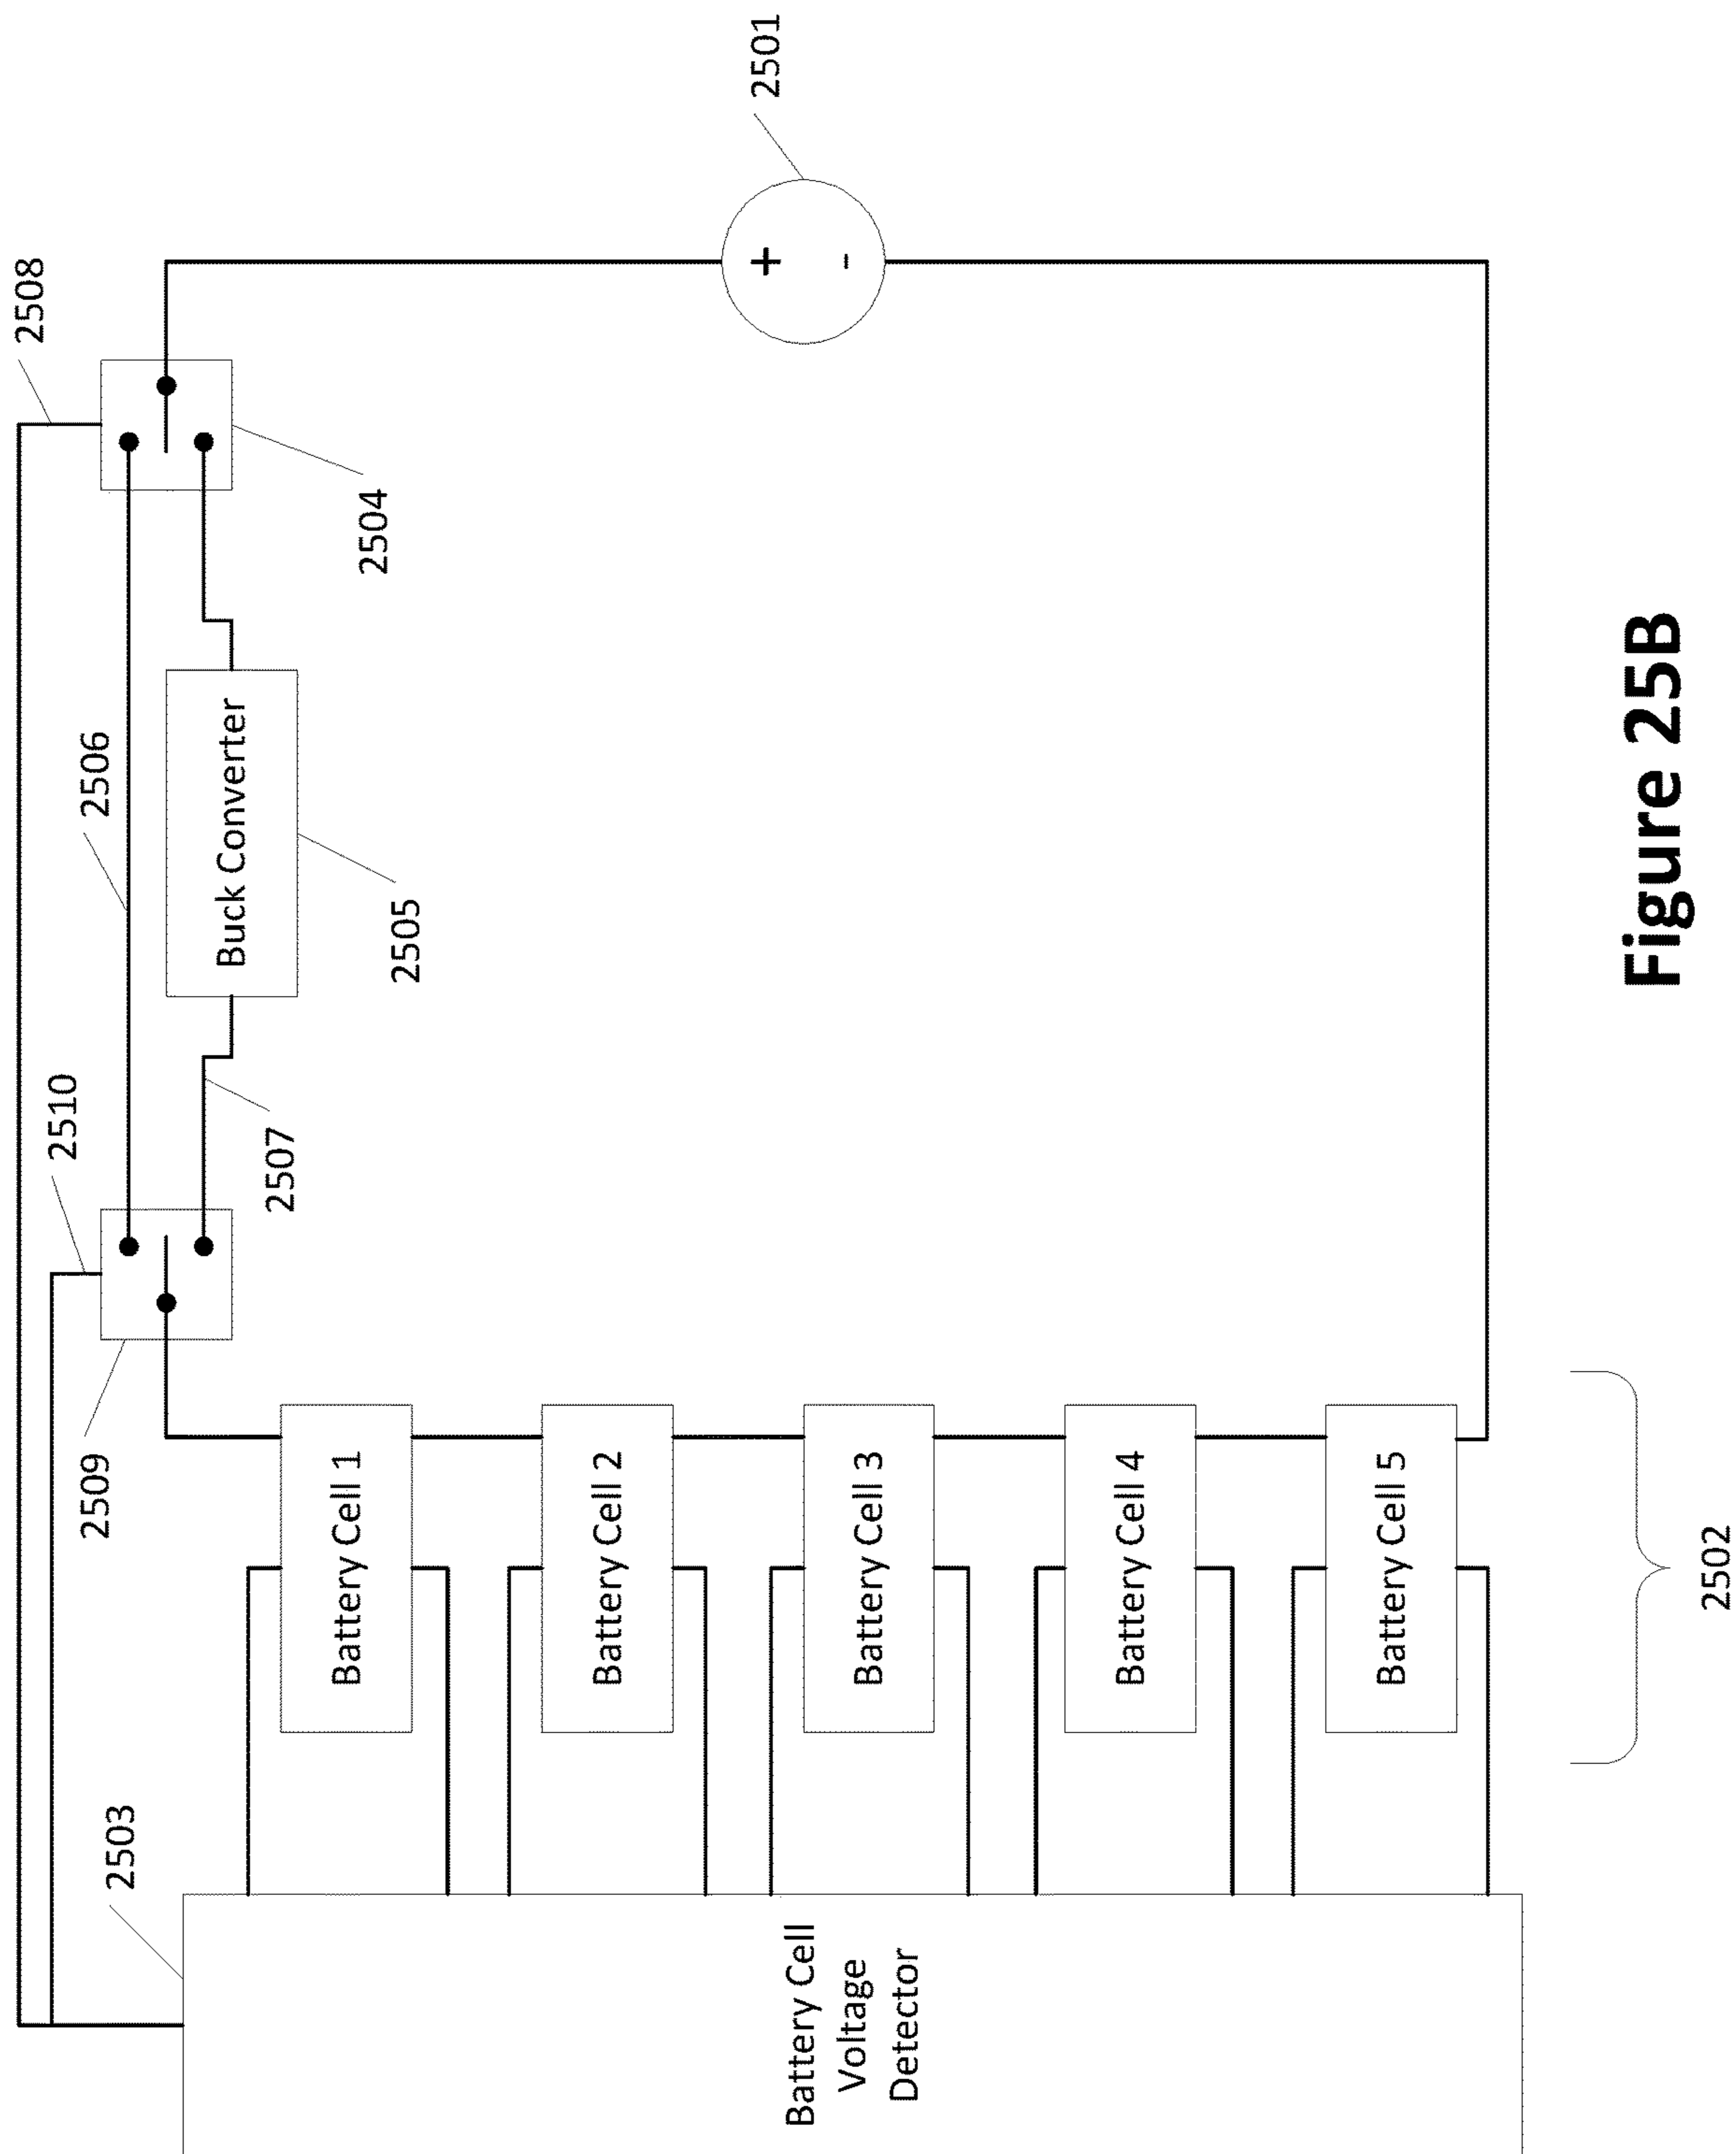 2508
2501
2510
2506
2504
2509
2507
Buck Converter
2505
2503
Battery Cell 1
Battery Cell 2
Battery Cell 3
Battery Cell 4
Battery Cell 5
Battery Cell
Voltage
Detector
+
-
2502
Figure 25B